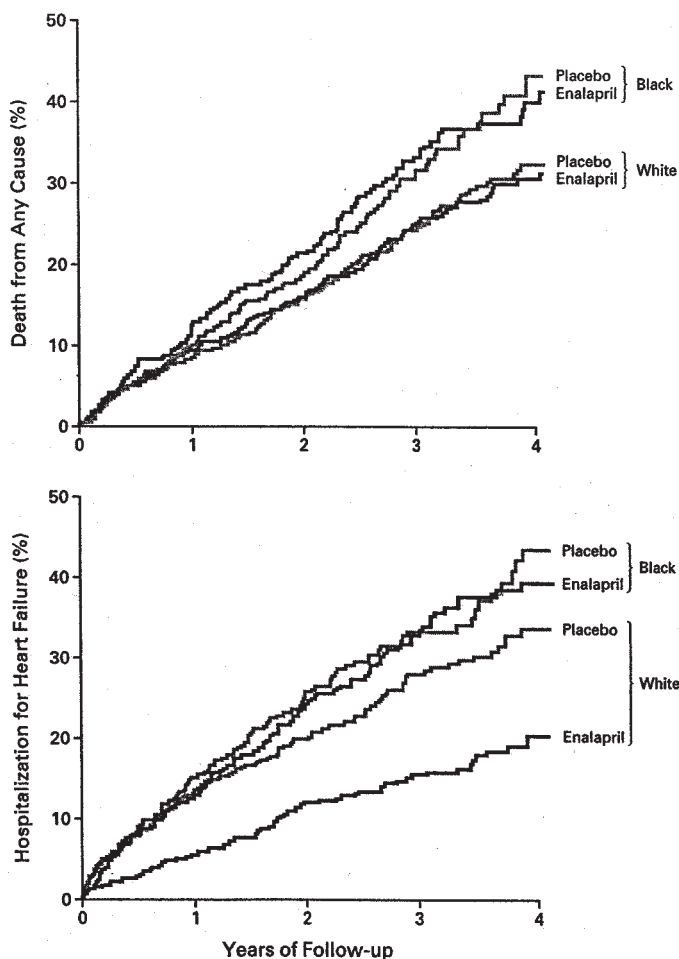 Death from Any Cause (%)
50
40
30
20
10
0
0 1 2 3 4
Placebo
Enalapril
Black
Placebo
Enalapril
White
Hospitalization for Heart Failure (%)
50
40
30
20
10
0
0 1 2 3 4
Placebo
Enalapril
Black
Placebo
Enalapril
White
Years of Follow-up